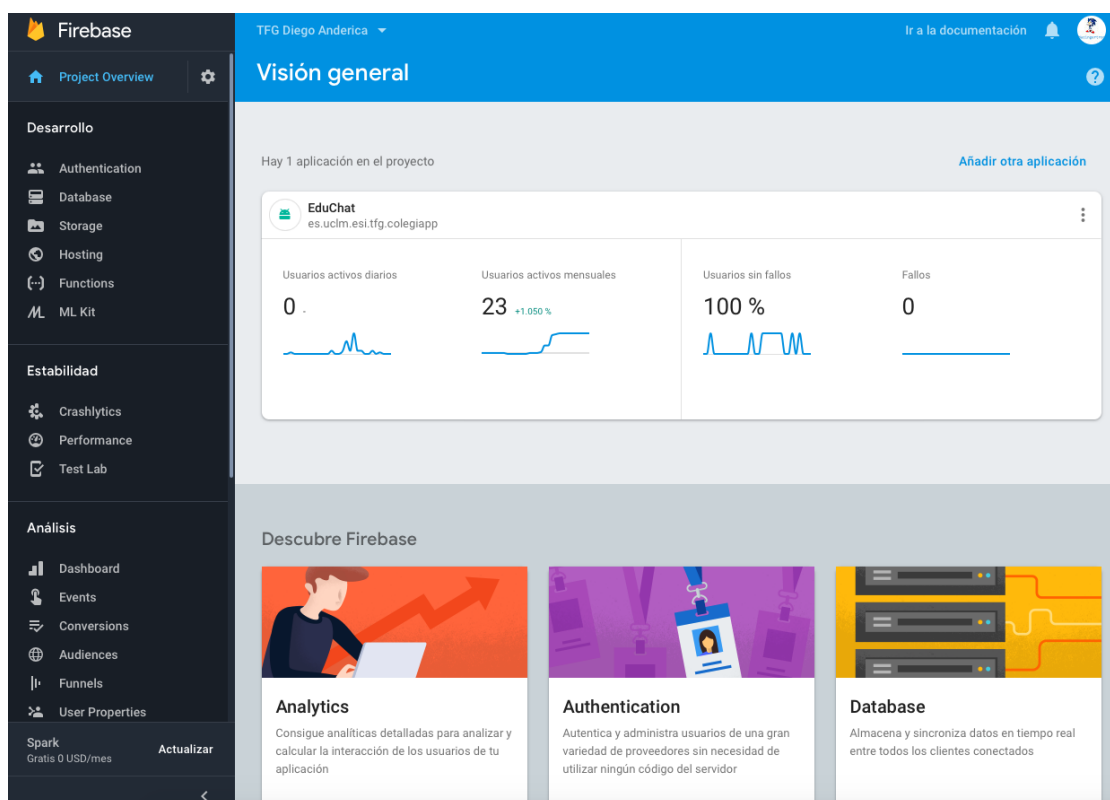 Firebase
Project Overview
Desarrollo
Authentication
Database
Storage
Hosting
Functions
ML Kit
Estabilidad
Crashlytics
Performance
Test Lab
Análisis
Dashboard
Events
Conversions
Audiences
Funnels
User Properties
Spark
Gratis 0 USD/mes
Actualizar
TFG Diego Anderica
Ir a la documentación
Visión general
Hay 1 aplicación en el proyecto
Añadir otra aplicación
EduChat
es.uclm.esi.tfg.colegiapp
Usuarios activos diarios
0 -
Usuarios activos mensuales
23 +1.050 %
Usuarios sin fallos
100 %
Fallos
0
Descubre Firebase
Analytics
Consigue analíticas detalladas para analizar y
calcular la interacción de los usuarios de tu
aplicación
Authentication
Autentica y administra usuarios de una gran
variedad de proveedores sin necesidad de
utilizar ningún código del servidor
Database
Almacena y sincroniza datos en tiempo real
entre todos los clientes conectados